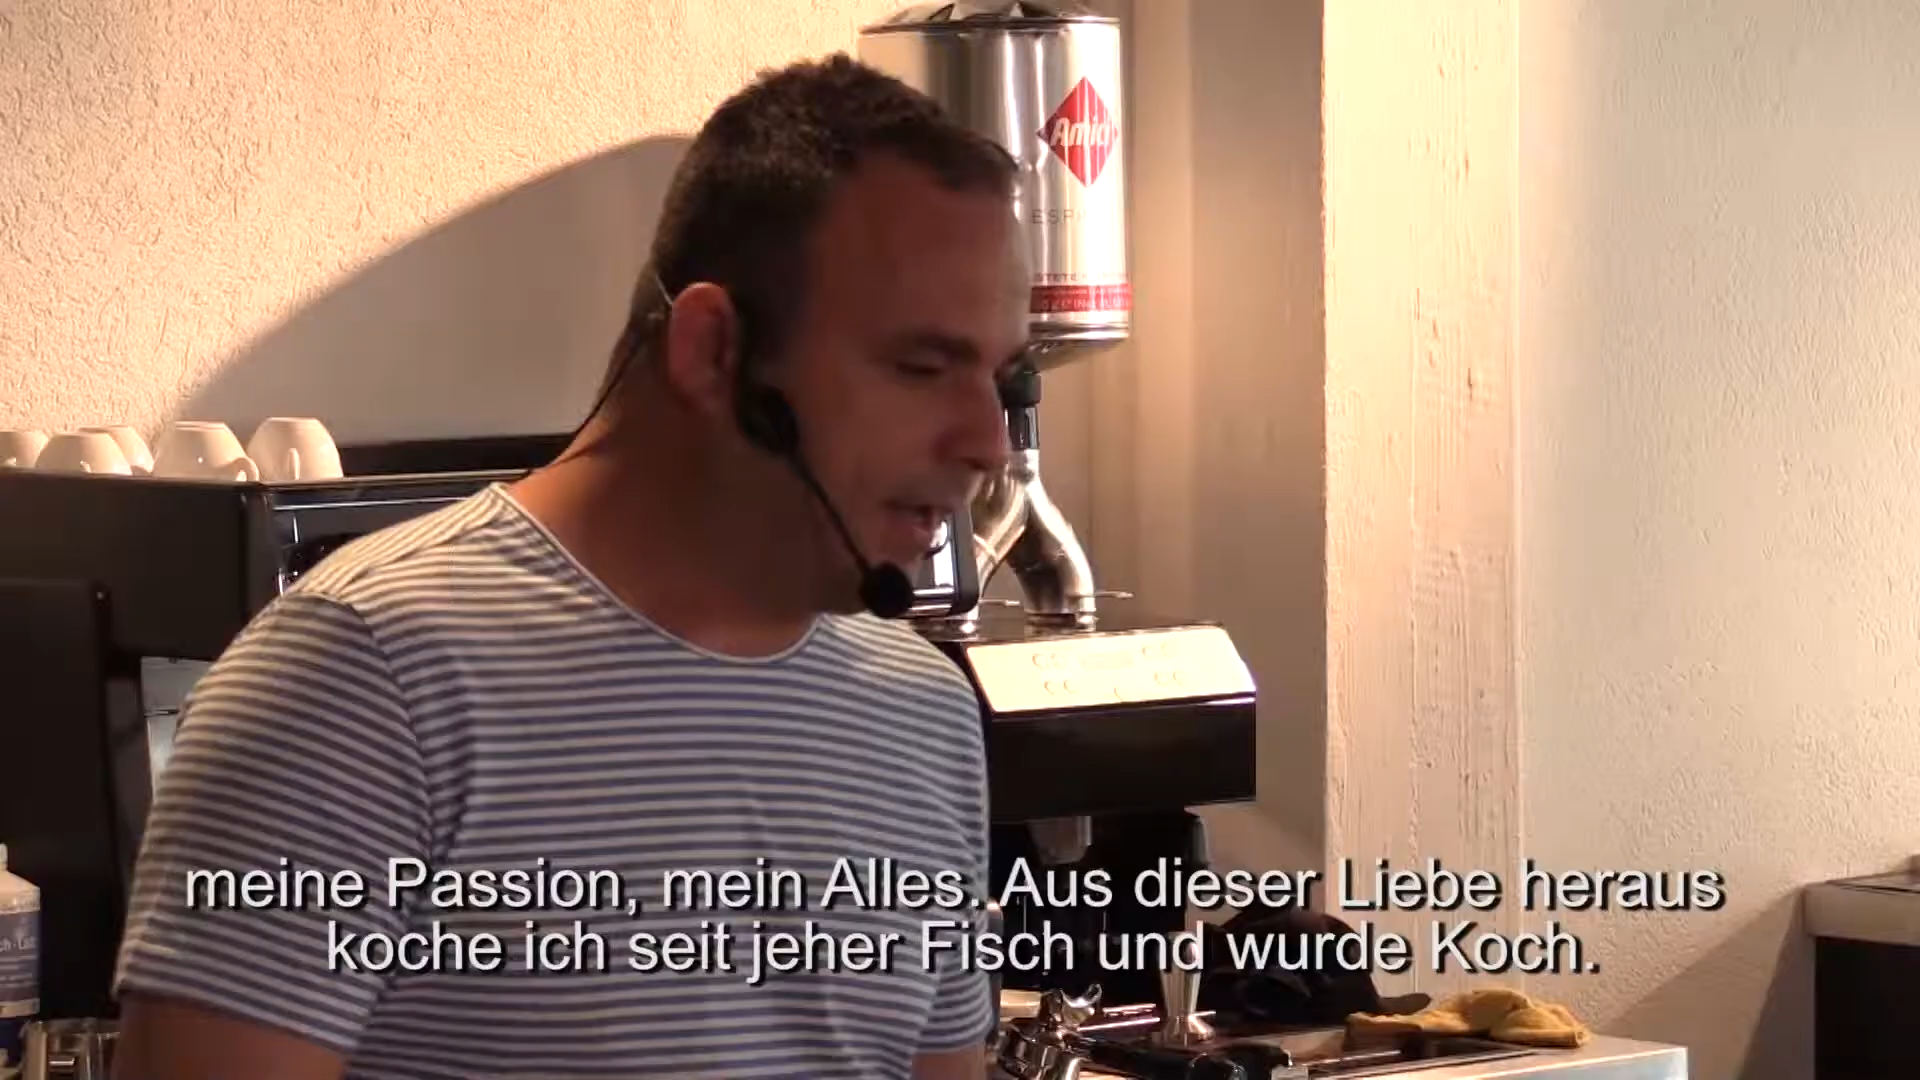 Amici
meine Passion, mein Alles. Aus dieser Liebe heraus
koche ich seit jeher Fisch und wurde Koch.